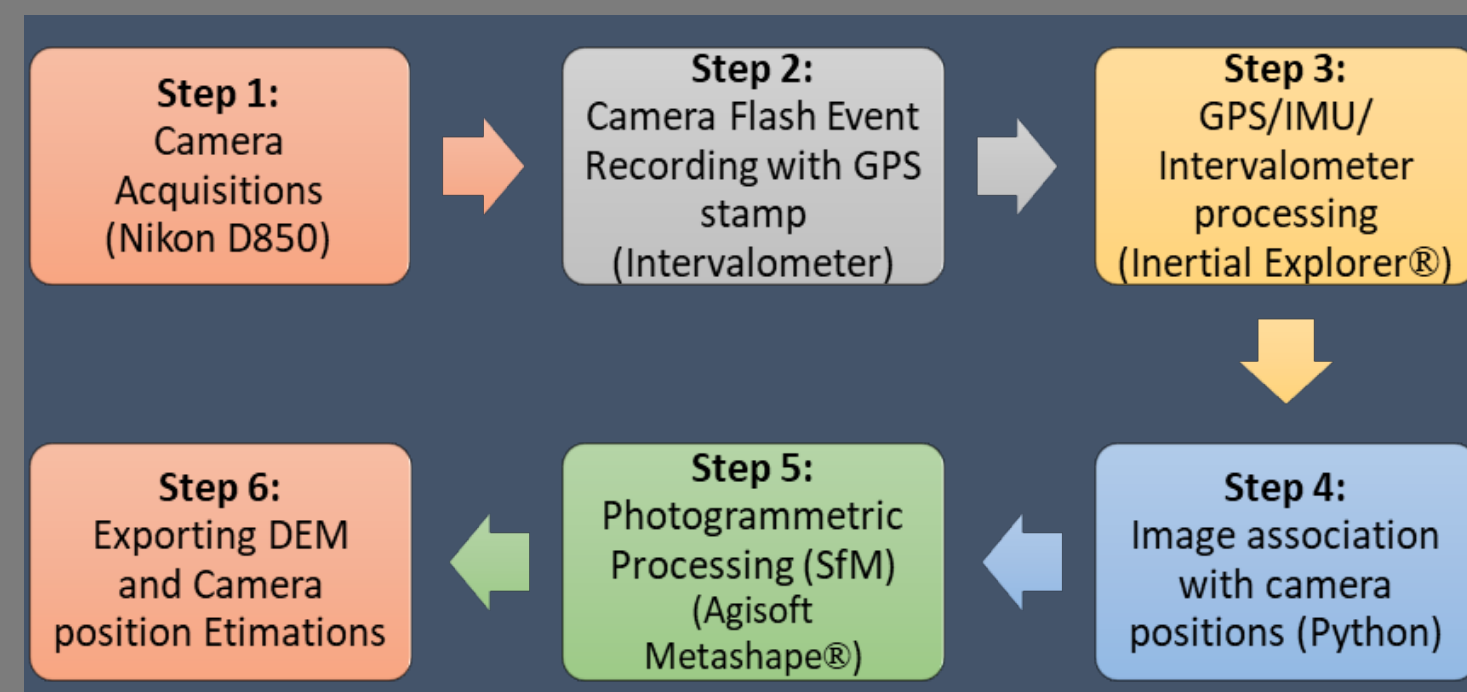 Step 1:
Camera
Acquisitions
(Nikon D850)
Step 2:
Camera Flash Event
Recording with GPS
stamp
(Intervalometer)
Step 3:
GPS/IMU/
Intervalometer
processing
(Inertial Explorer®)
Step 4:
Image association
with camera
positions (Python)
Step 5:
Photogrammetric
Processing (SfM)
(Agisoft
Metashape®)
Step 6:
Exporting DEM
and Camera
position Etimations